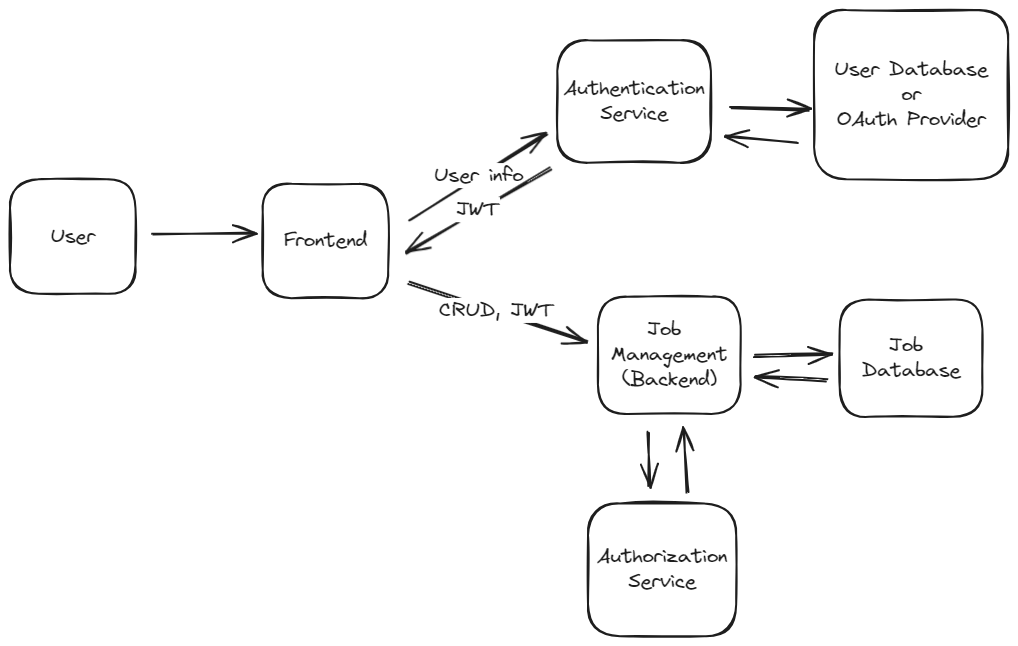 User
Frontend
User info
JWT
CRUD, JWT
Authentication
Service
User Database
or
OAuth Provider
Job
Management
(Backend)
Job
Database
Authorization
Service